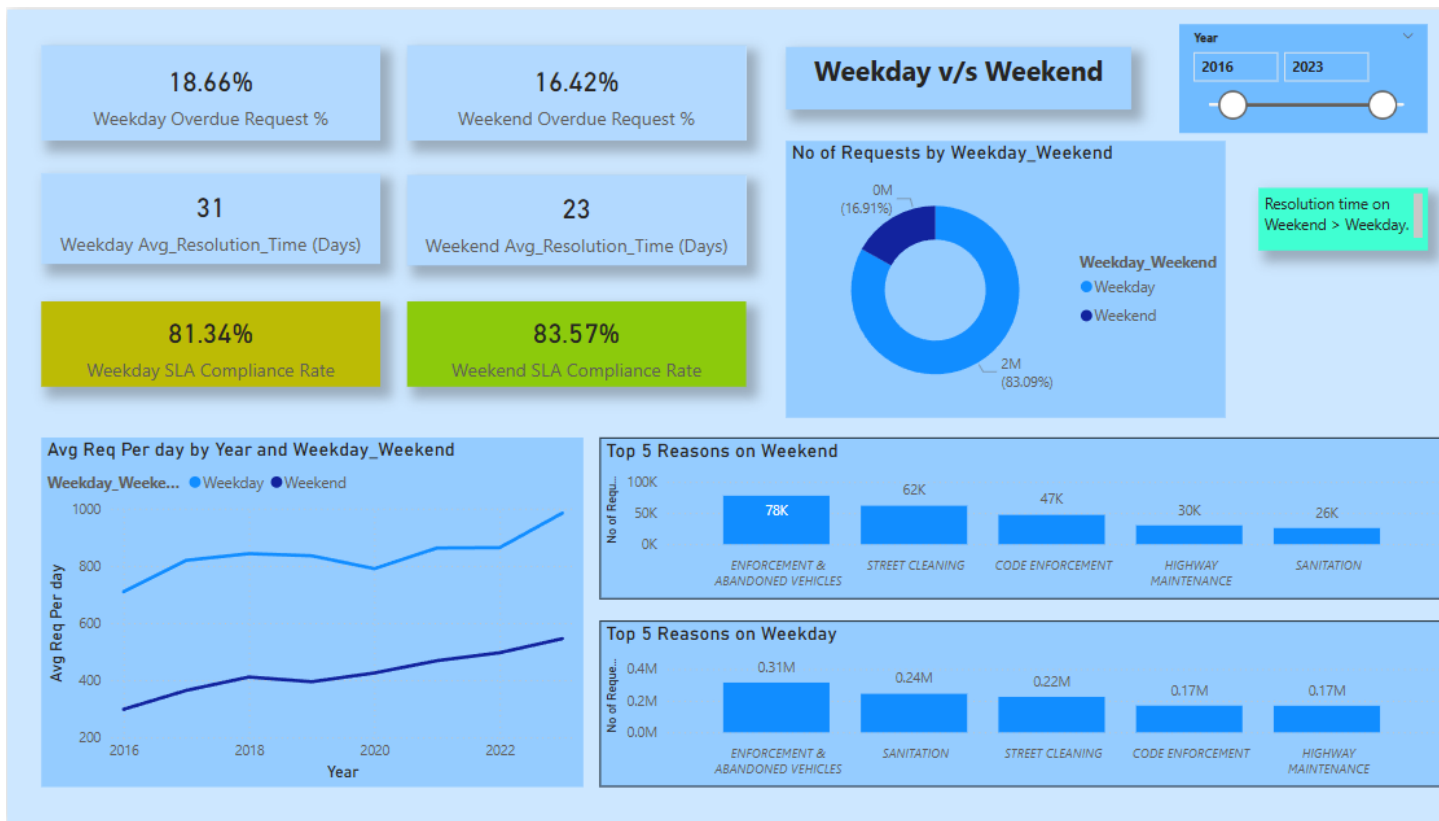 18.66%
Weekday Overdue Request %
16.42%
Weekend Overdue Request %
Weekday v/s Weekend
Year
2016
2023
31
Weekday Avg_Resolution_Time (Days)
23
Weekend Avg_Resolution_Time (Days)
No of Requests by Weekday_Weekend
0M
(16.91%)
2M
(83.09%)
Weekday_Weekend
Weekday
Weekend
Resolution time on
Weekend > Weekday.
81.34%
Weekday SLA Compliance Rate
83.57%
Weekend SLA Compliance Rate
Avg Req Per day by Year and Weekday_Weekend
Weekday_Weeke... Weekday Weekend
Avg Req Per day
1000
800
600
400
200
2016 2018 2020 2022
Year
Top 5 Reasons on Weekend
No of Requ...
100K
50K
0K
78K
62K
47K
30K
26K
ENFORCEMENT &
ABANDONED VEHICLES
STREET CLEANING
CODE ENFORCEMENT
HIGHWAY
MAINTENANCE
SANITATION
Top 5 Reasons on Weekday
No of Reque...
0.4M
0.2M
0.0M
0.31M
0.24M
0.22M
0.17M
0.17M
ENFORCEMENT &
ABANDONED VEHICLES
SANITATION
STREET CLEANING
CODE ENFORCEMENT
HIGHWAY
MAINTENANCE